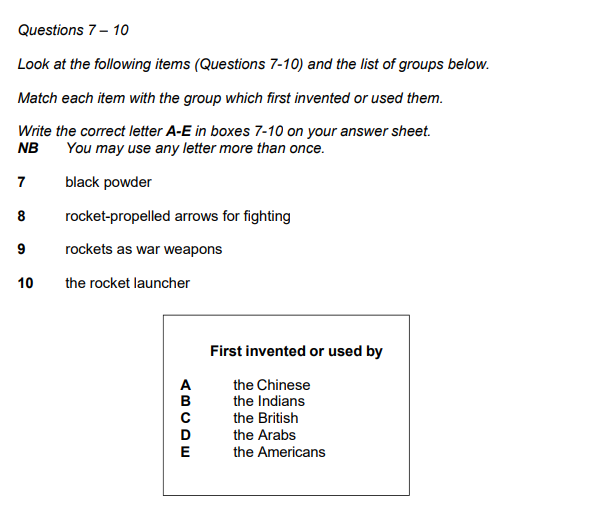 Questions 7 – 10
Look at the following items (Questions 7-10) and the list of groups below.
Match each item with the group which first invented or used them.
Write the correct letter A-E in boxes 7-10 on your answer sheet.
NB You may use any letter more than once.
7 black powder
8 rocket-propelled arrows for fighting
9 rockets as war weapons
10 the rocket launcher
First invented or used by
A the Chinese
B the Indians
C the British
D the Arabs
E the Americans